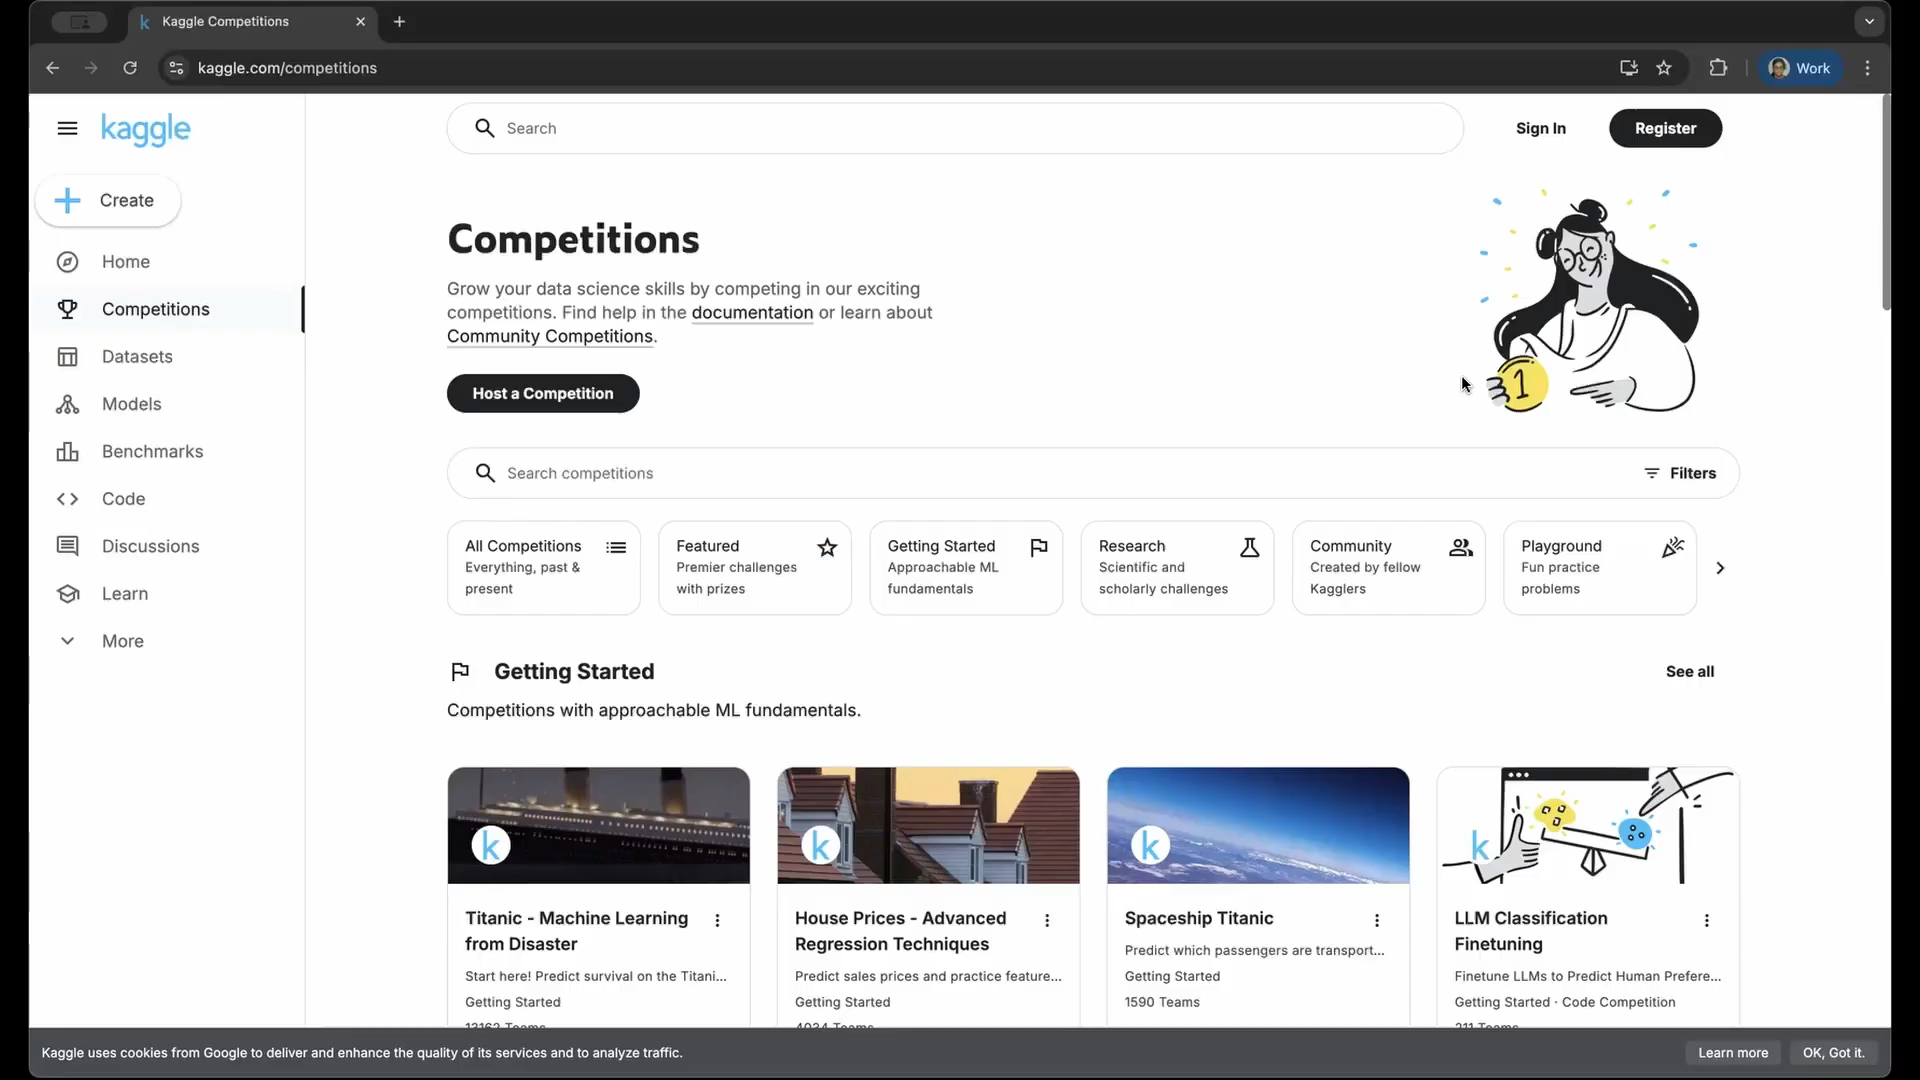 Kaggle Competitions
kaggle.com/competitions
Work
kaggle
Search
Sign In
Register
Create
Home
Competitions
Datasets
Models
Benchmarks
Code
Discussions
Learn
More
Competitions
Grow your data science skills by competing in our exciting
competitions. Find help in the documentation or learn about
Community Competitions.
Host a Competition
1
Search competitions
Filters
All Competitions
Everything, past &
present
Featured
Premier challenges
with prizes
Getting Started
Approachable ML
fundamentals
Research
Scientific and
scholarly challenges
Community
Created by fellow
Kagglers
Playground
Fun practice
problems
Getting Started
See all
Competitions with approachable ML fundamentals.
k
k
k
k
Titanic - Machine Learning
from Disaster
Start here! Predict survival on the Titani...
Getting Started
13162 Teams
House Prices - Advanced
Regression Techniques
Predict sales prices and practice feature...
Getting Started
4034 Teams
Spaceship Titanic
Predict which passengers are transport...
Getting Started
1590 Teams
LLM Classification
Finetuning
Finetune LLMs to Predict Human Prefere...
Getting Started · Code Competition
211 Teams
Kaggle uses cookies from Google to deliver and enhance the quality of its services and to analyze traffic.
Learn more
OK, Got it.